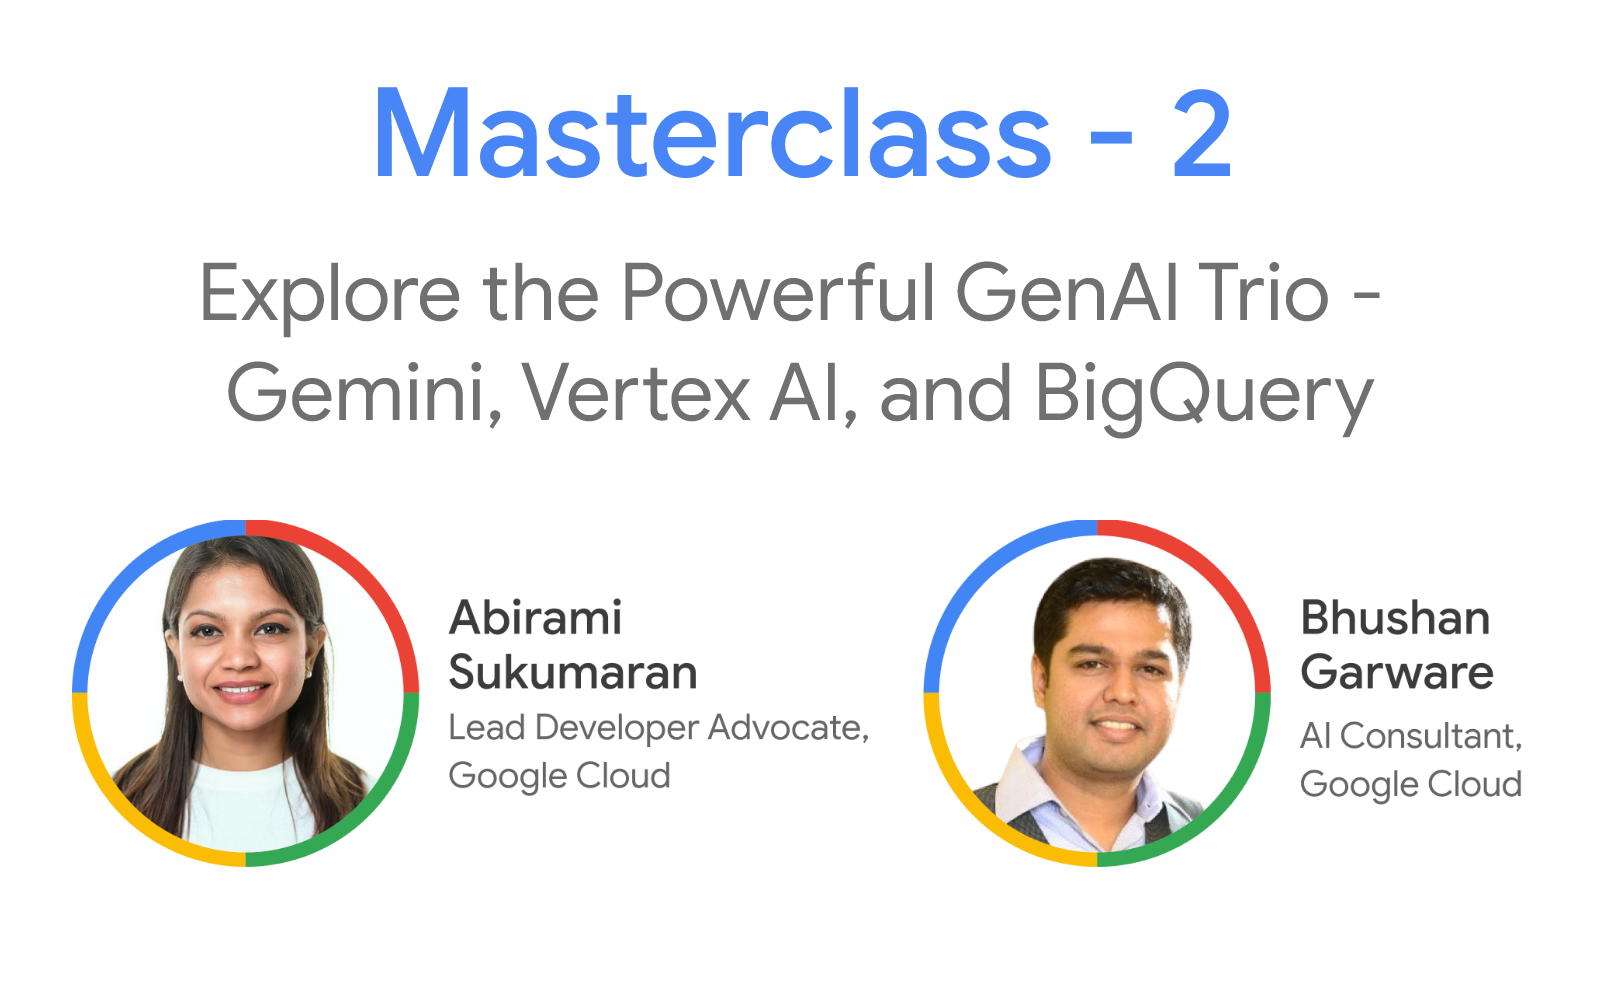 Masterclass - 2
Explore the Powerful GenAI Trio -
Gemini, Vertex AI, and BigQuery
Abirami
Sukumaran
Lead Developer Advocate,
Google Cloud
Bhushan
Garware
AI Consultant,
Google Cloud